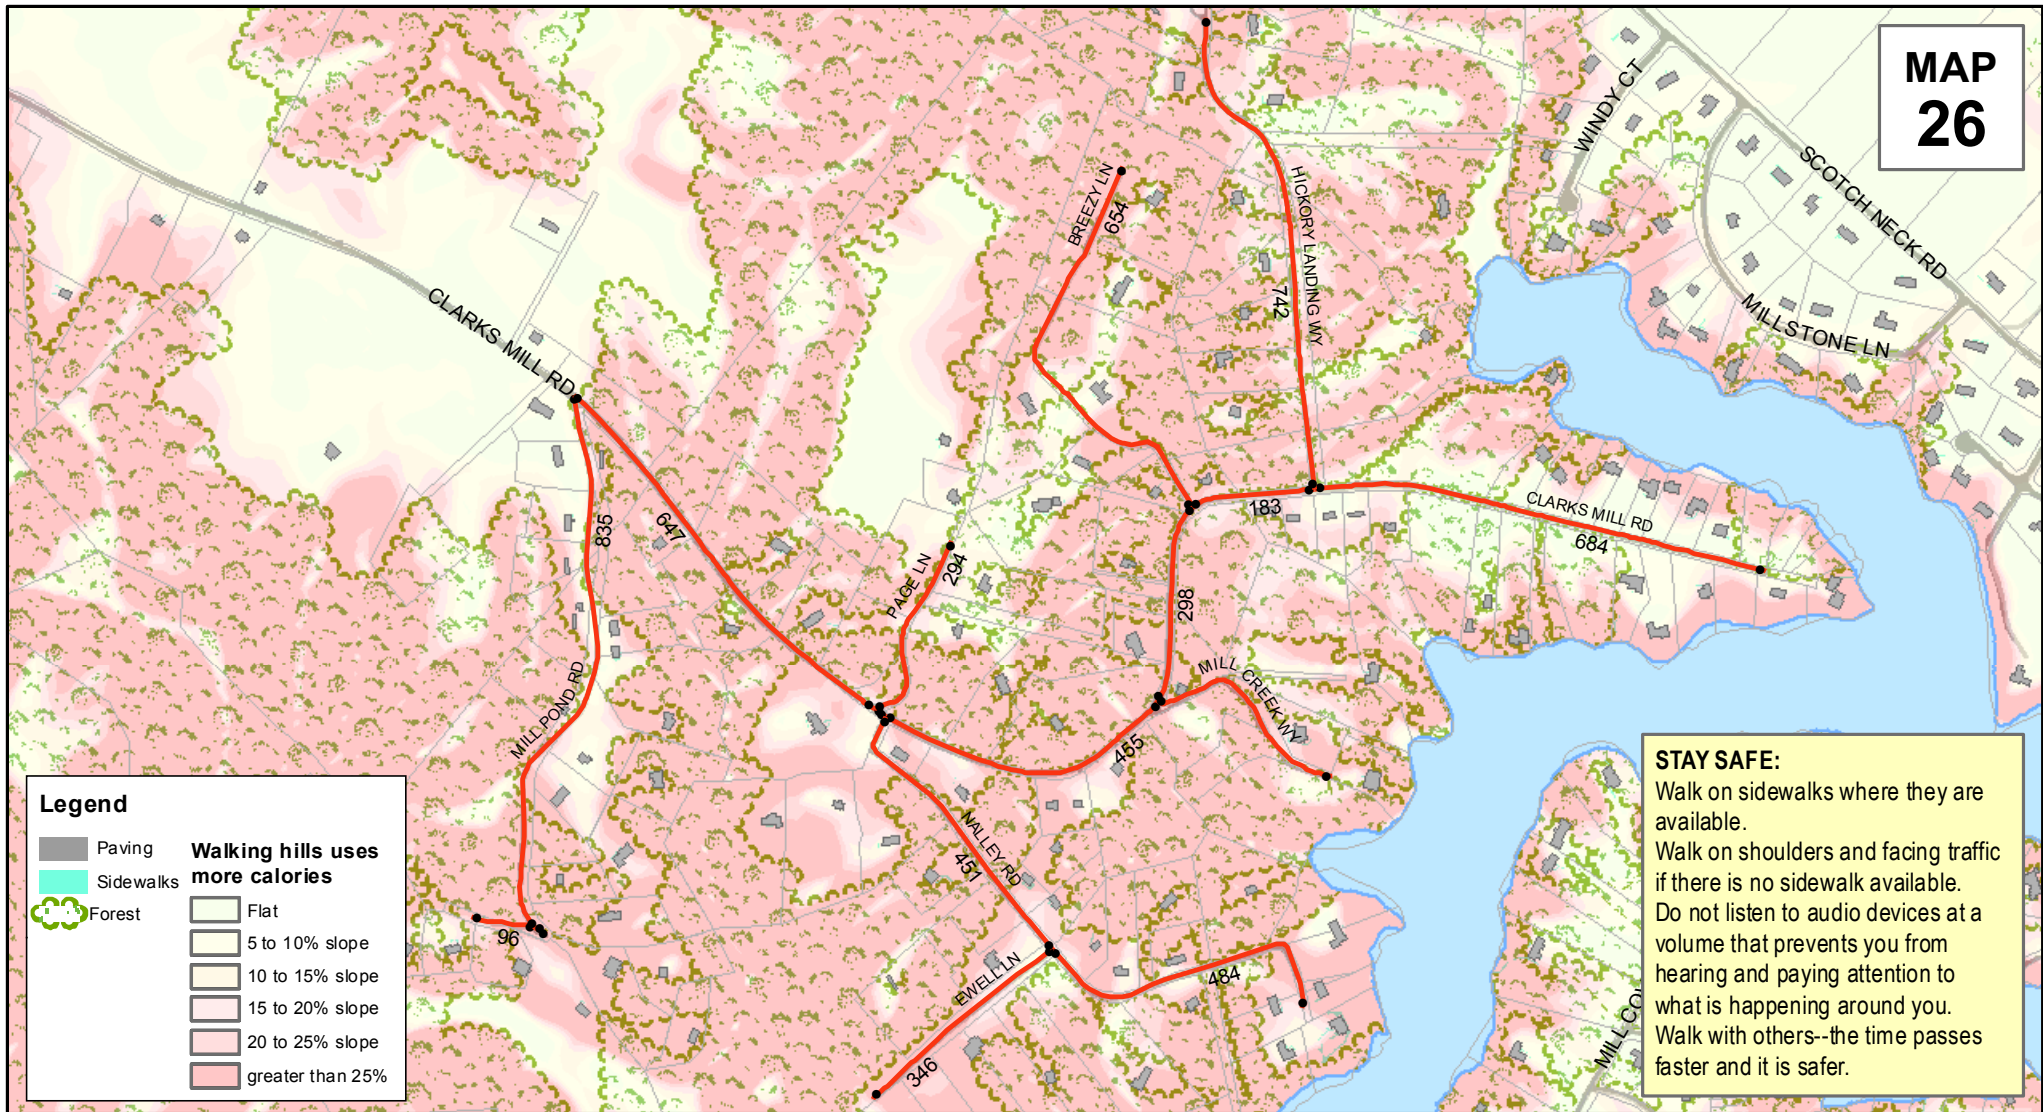 MAP
26
WINDY CT
SCOTCH NECK RD
MILLSTONE LN
BREEZY LN
654
HICKORY LANDING WY
742
CLARKS MILL RD
835
647
183
CLARKS MILL RD
684
PAGE LN
294
298
MILL CREEK WY
MILL POND RD
455
NALLEY RD
451
96
EWELL LN
484
346
Legend
Paving
Sidewalks
Forest
Walking hills uses
more calories
Flat
5 to 10% slope
10 to 15% slope
15 to 20% slope
20 to 25% slope
greater than 25%
STAY SAFE:
Walk on sidewalks where they are
available.
Walk on shoulders and facing traffic
if there is no sidewalk available.
Do not listen to audio devices at a
volume that prevents you from
hearing and paying attention to
what is happening around you.
Walk with others--the time passes
faster and it is safer.
MILL